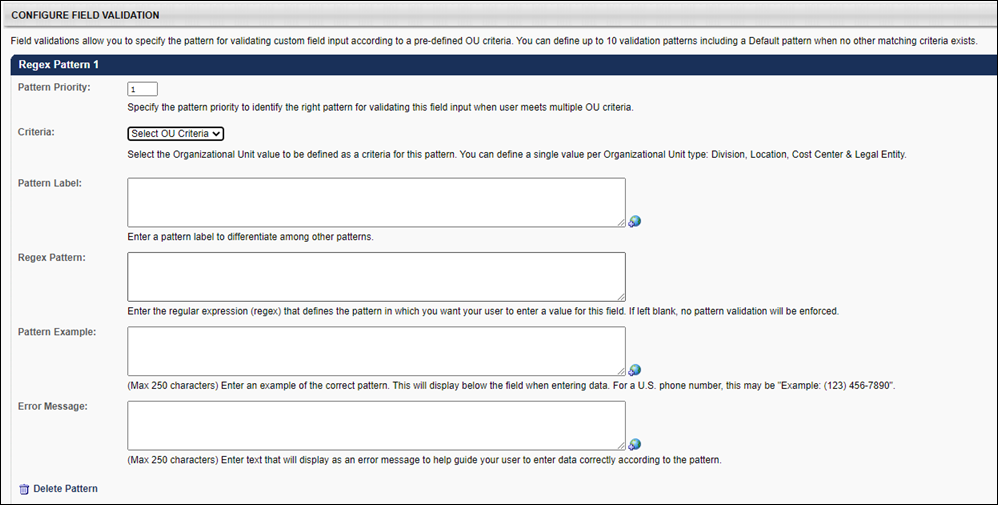 CONFIGURE FIELD VALIDATION
Field validations allow you to specify the pattern for validating custom field input according to a pre-defined OU criteria. You can define up to 10 validation patterns including a Default pattern when no other matching criteria exists.
Regex Pattern 1
Pattern Priority:
1
Specify the pattern priority to identify the right pattern for validating this field input when user meets multiple OU criteria.
Criteria:
Select OU Criteria
Select the Organizational Unit value to be defined as a criteria for this pattern. You can define a single value per Organizational Unit type: Division, Location, Cost Center & Legal Entity.
Pattern Label:
Enter a pattern label to differentiate among other patterns.
Regex Pattern:
Enter the regular expression (regex) that defines the pattern in which you want your user to enter a value for this field. If left blank, no pattern validation will be enforced.
Pattern Example:
(Max 250 characters) Enter an example of the correct pattern. This will display below the field when entering data. For a U.S. phone number, this may be "Example: (123) 456-7890".
Error Message:
(Max 250 characters) Enter text that will display as an error message to help guide your user to enter data correctly according to the pattern.
Delete Pattern